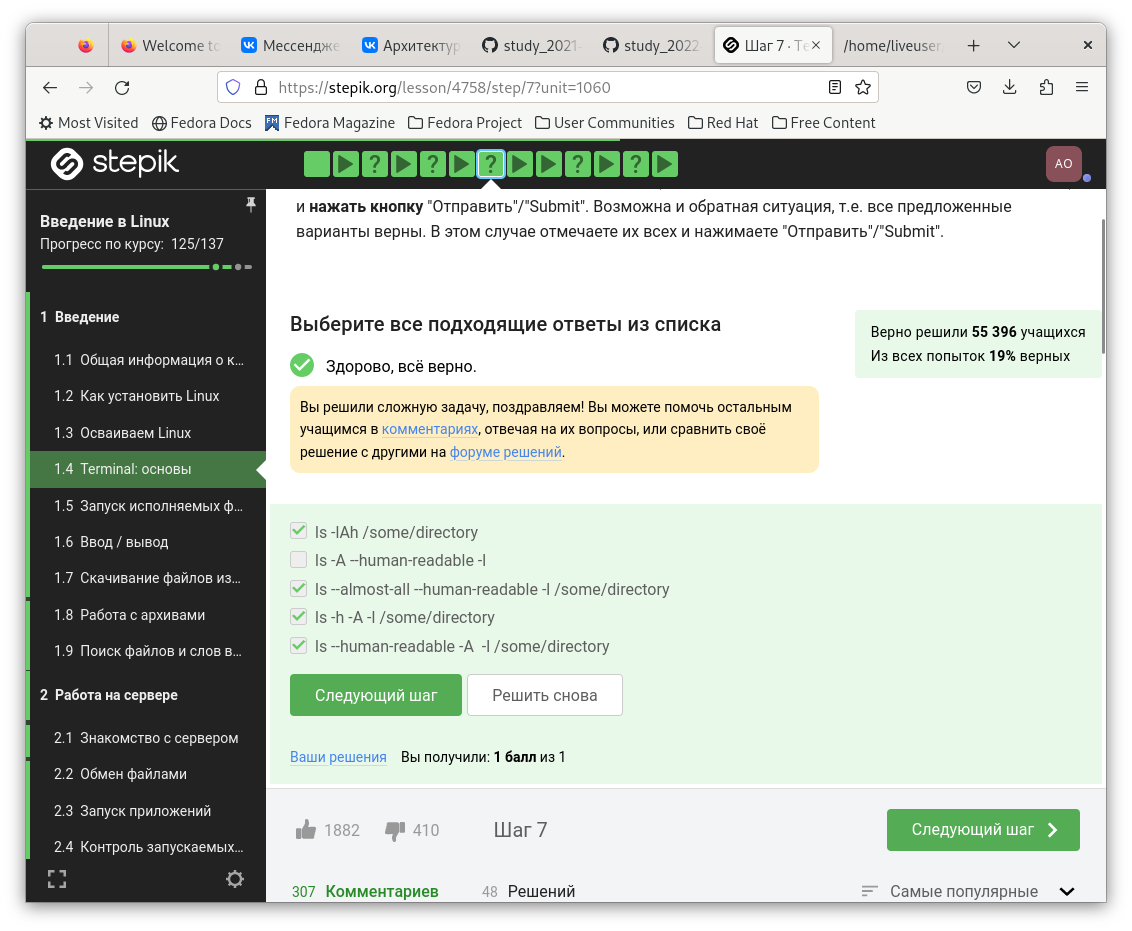 Welcome to
Мессендже
Архитектур
study_2021-
study_2022
Шаг 7 · Те
/home/liveuser
https://stepik.org/lesson/4758/step/7?unit=1060
Most Visited
Fedora Docs
Fedora Magazine
Fedora Project
User Communities
Red Hat
Free Content
stepik
AO
Введение в Linux
Прогресс по курсу: 125/137
1 Введение
1.1 Общая информация о к...
1.2 Как установить Linux
1.3 Осваиваем Linux
1.4 Terminal: основы
1.5 Запуск исполняемых ф...
1.6 Ввод / вывод
1.7 Скачивание файлов из...
1.8 Работа с архивами
1.9 Поиск файлов и слов в...
2 Работа на сервере
2.1 Знакомство с сервером
2.2 Обмен файлами
2.3 Запуск приложений
2.4 Контроль запускаемых...
и нажать кнопку "Отправить"/"Submit". Возможна и обратная ситуация, т.е. все предложенные
варианты верны. В этом случае отмечаете их всех и нажимаете "Отправить"/"Submit".
Выберите все подходящие ответы из списка
Верно решили 55 396 учащихся
Из всех попыток 19% верных
Здорово, всё верно.
Вы решили сложную задачу, поздравляем! Вы можете помочь остальным
учащимся в комментариях, отвечая на их вопросы, или сравнить своё
решение с другими на форуме решений.
ls -lAh /some/directory
ls -A --human-readable -l
ls --almost-all --human-readable -l /some/directory
ls -h -A -l /some/directory
ls --human-readable -A  -l /some/directory
Следующий шаг
Решить снова
Ваши решения Вы получили: 1 балл из 1
1882
410
Шаг 7
Следующий шаг
307 Комментариев
48 Решений
Самые популярные